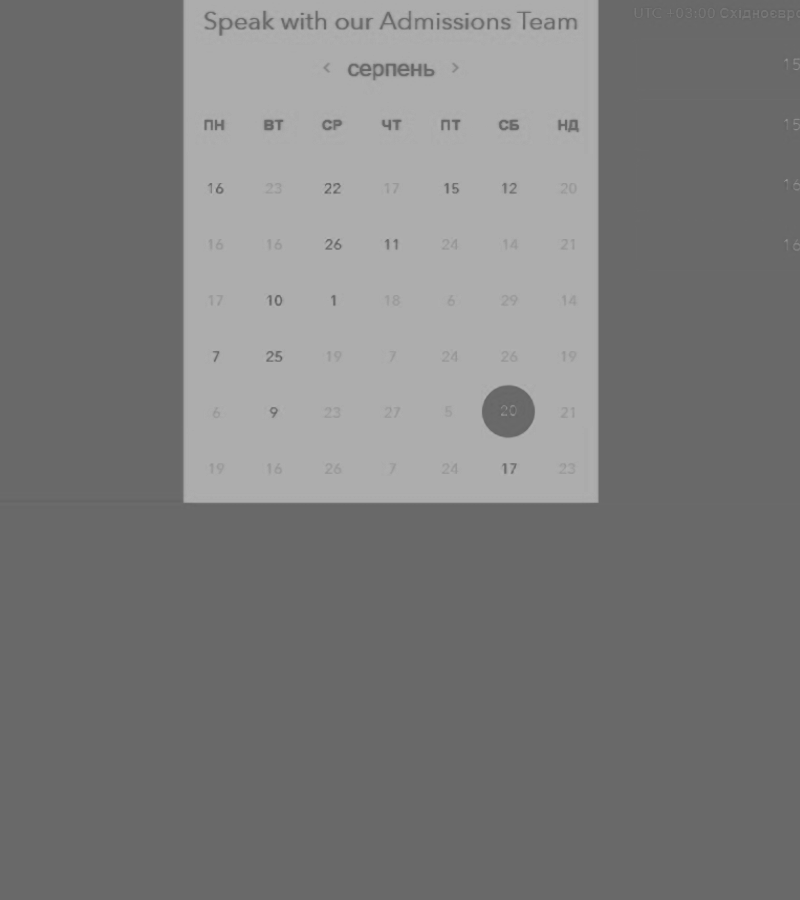 Speak with our Admissions Team
UTC +03:00 Східноєвро
< серпень >
ПН ВТ СР ЧТ ПТ СБ НД
16 23 22 17 15 12 20
16 16 26 11 24 14 21
17 10 1 18 6 29 14
7 25 19 7 24 26 19
6 9 23 27 5 20 21
19 16 26 7 24 17 23
15
15
16
16